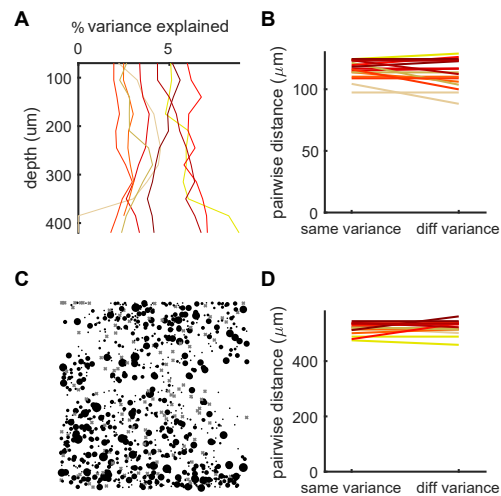 A
% variance explained
0
5
100
200
300
400
depth (um)
B
pairwise distance (μm)
100
50
0
same variance
diff variance
C
D
pairwise distance (μm)
400
200
0
same variance
diff variance